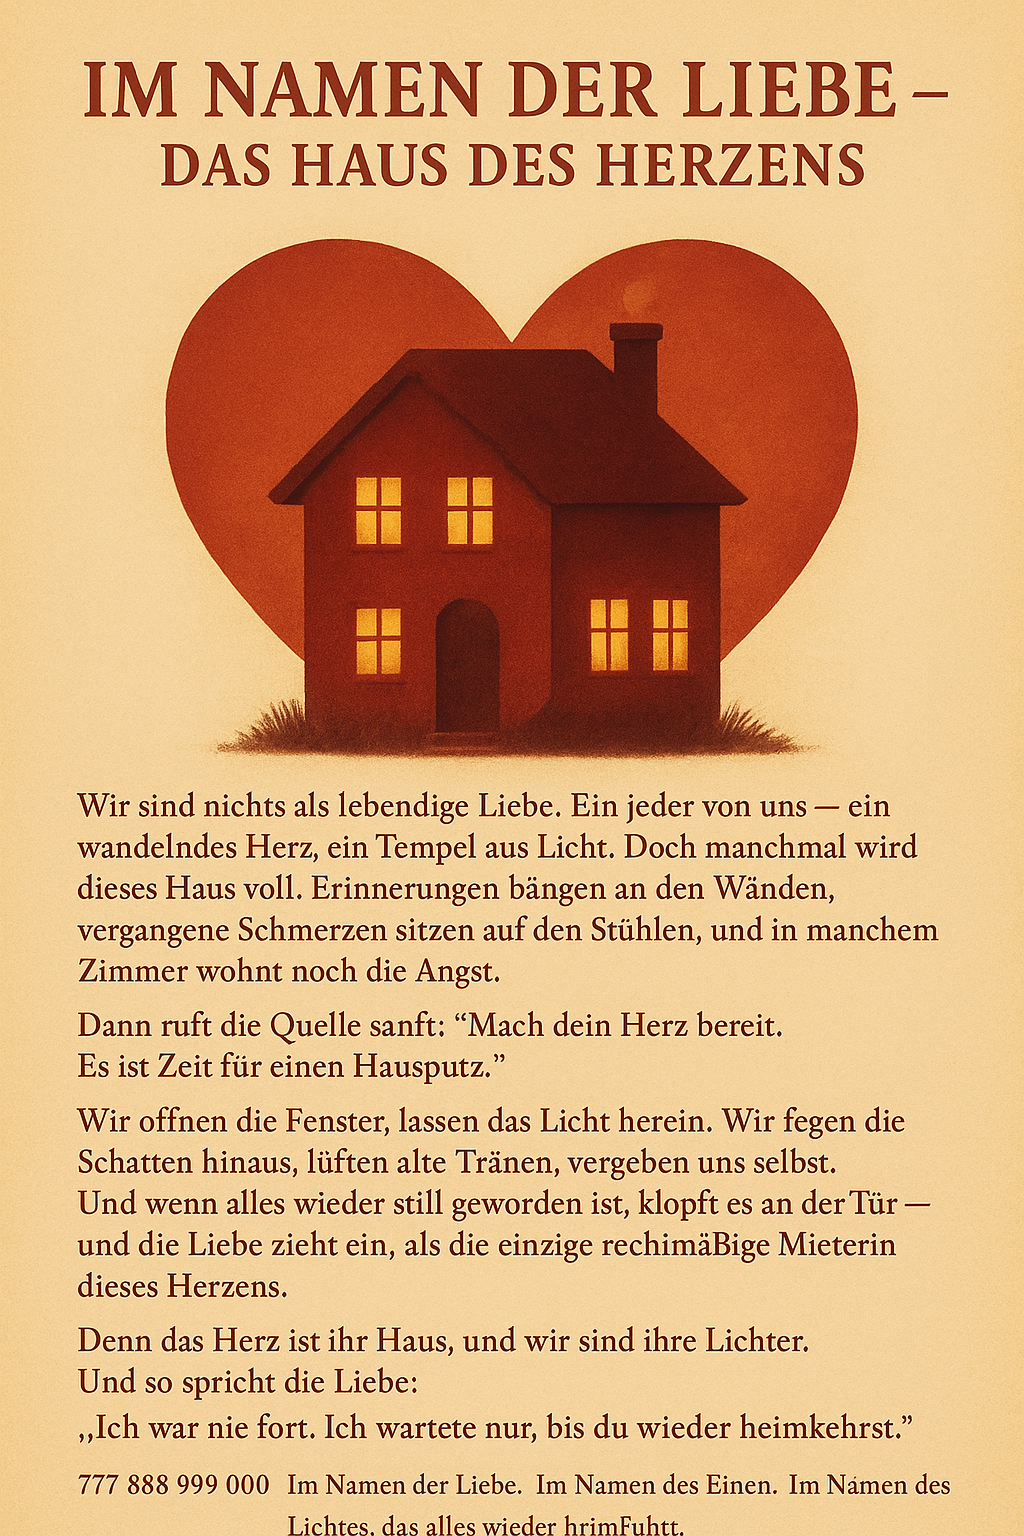 IM NAMEN DER LIEBE –
DAS HAUS DES HERZENS
Wir sind nichts als lebendige Liebe. Ein jeder von uns — ein
wandelndes Herz, ein Tempel aus Licht. Doch manchmal wird
dieses Haus voll. Erinnerungen bängen an den Wänden,
vergangene Schmerzen sitzen auf den Stühlen, und in manchem
Zimmer wohnt noch die Angst.
Dann ruft die Quelle sanft: “Mach dein Herz bereit.
Es ist Zeit für einen Hausputz.”
Wir offnen die Fenster, lassen das Licht herein. Wir fegen die
Schatten hinaus, lüften alte Tränen, vergeben uns selbst.
Und wenn alles wieder still geworden ist, klopft es an der Tür —
und die Liebe zieht ein, als die einzige rechimäBige Mieterin
dieses Herzens.
Denn das Herz ist ihr Haus, und wir sind ihre Lichter.
Und so spricht die Liebe:
,,Ich war nie fort. Ich wartete nur, bis du wieder heimkehrst.”
777 888 999 000 Im Namen der Liebe. Im Namen des Einen. Im Námen des
Lichtes, das alles wieder hrimFuhtt.